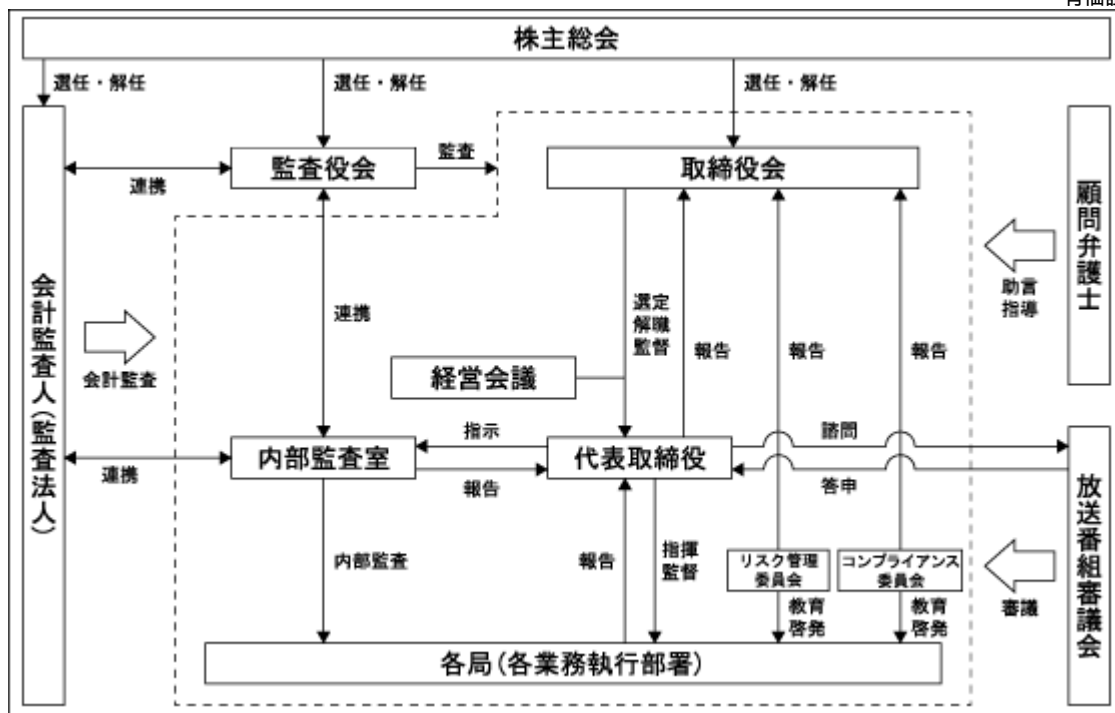 株主総会
選任・解任
選任・解任
選任・解任
監査役会
監査
取締役会
連携
顧問弁護士
助言
指導
会計監査人(監査法人)
会計監査
連携
選定
解職
監督
報告
報告
報告
経営会議
指示
諮問
内部監査室
代表取締役
連携
報告
答申
放送番組審議会
内部監査
報告
指揮
監督
リスク管理
委員会
コンプライアンス
委員会
審議
教育
啓発
教育
啓発
各局(各業務執行部署)